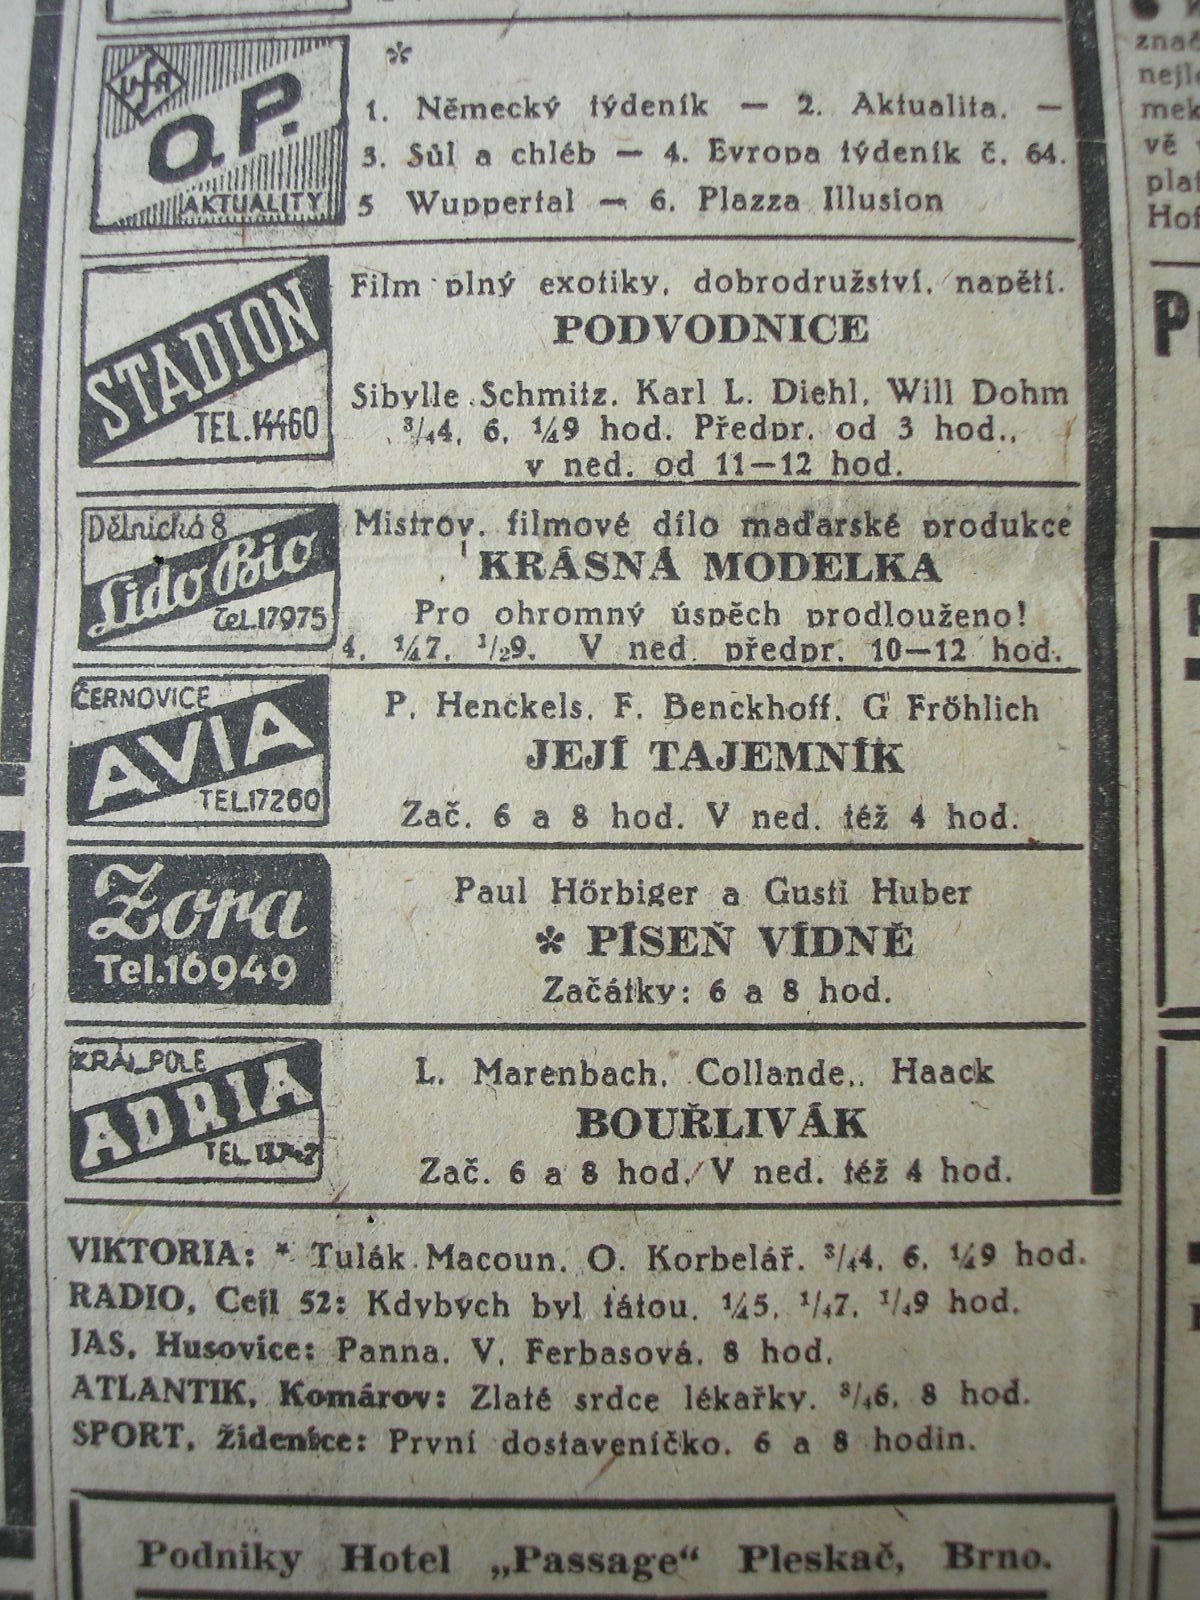 Ufa
O.P.
AKTUALITY
*
1. Německý týdeník — 2. Aktualita. —
3. Sůl a chléb — 4. Evropa týdeník č. 64.
5 Wuppertal — 6. Plazza Illusion
STADION
TEL.14460
Film plný exotiky, dobrodružství, napětí.
PODVODNICE
Sibylle Schmitz, Karl L. Diehl, Will Dohm
¾4, 6, ¼9 hod. Předpr. od 3 hod.,
v ned. od 11—12 hod.
Dělnická 8
Lido Bio
Tel.17975
Mistrov. filmové dílo maďarské produkce
KRÁSNÁ MODELKA
Pro ohromný úspěch prodlouženo!
4, ¼7, ½9. V ned. předpr. 10—12 hod.
ČERNOVICE
AVIA
TEL.17260
P. Henckels, F. Benckhoff, G Fröhlich
JEJÍ TAJEMNÍK
Zač. 6 a 8 hod. V ned. též 4 hod.
Zora
Tel.16949
Paul Hörbiger a Gusti Huber
* PÍSEŇ VÍDNĚ
Začátky: 6 a 8 hod.
KRÁL.POLE
ADRIA
TEL.
L. Marenbach, Collande., Haack
BOUŘLIVÁK
Zač. 6 a 8 hod. V ned. též 4 hod.
VIKTORIA: * Tulák Macoun. O. Korbelář. ¾4, 6, ¼9 hod.
RADIO, Cejl 52: Kdybych byl tátou, ¼5, ¼7, ¼9 hod.
JAS, Husovice: Panna. V. Ferbasová. 8 hod.
ATLANTIK, Komárov: Zlaté srdce lékařky. ¾6, 8 hod.
SPORT, Židenice: První dostaveníčko. 6 a 8 hodin.
Podniky Hotel „Passage“ Pleskač, Brno.
znač
nejle
mek
vě
plat
Hof